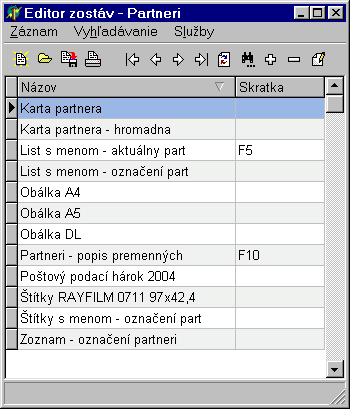 Editor zostáv - Partneri
Záznam Vyhľadávanie Služby
Názov Skratka
Karta partnera
Karta partnera - hromadna
List s menom - aktuálny part F5
List s menom - označení part
Obálka A4
Obálka A5
Obálka DL
Partneri - popis premenných F10
Poštový podací hárok 2004
Štítky RAYFILM 0711 97x42,4
Štítky s menom - označení part
Zoznam - označení partneri